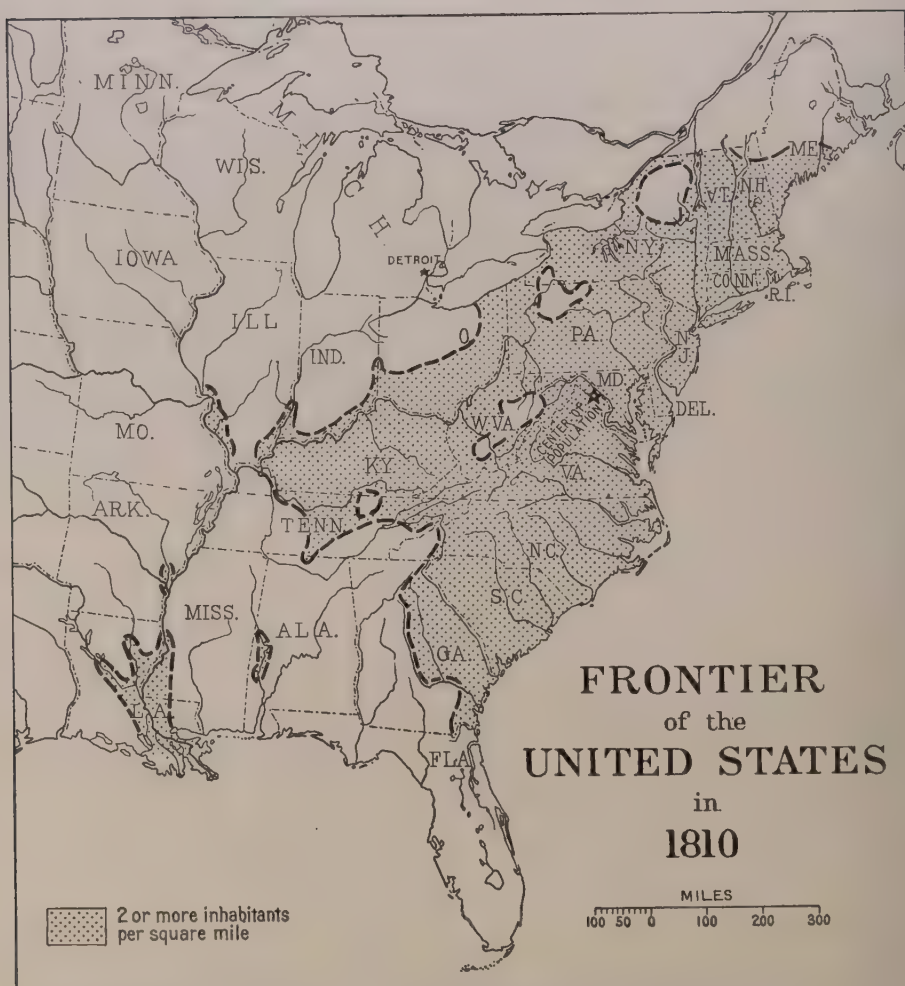 MINN.
WIS.
MICH.
ME.
VT.
N.H.
IOWA
DETROIT
N.Y.
MASS.
CONN.
R.I.
ILL
IND.
O.
PA.
N.J.
MD.
DEL.
MO.
W.VA.
CENTER OF
POPULATION
KY.
VA.
ARK.
TENN.
N.C.
S.C.
MISS.
ALA.
GA.
LA.
FLA.
FRONTIER
of the
UNITED STATES
in
1810
MILES
100 50 0 100 200 300
2 or more inhabitants
per square mile